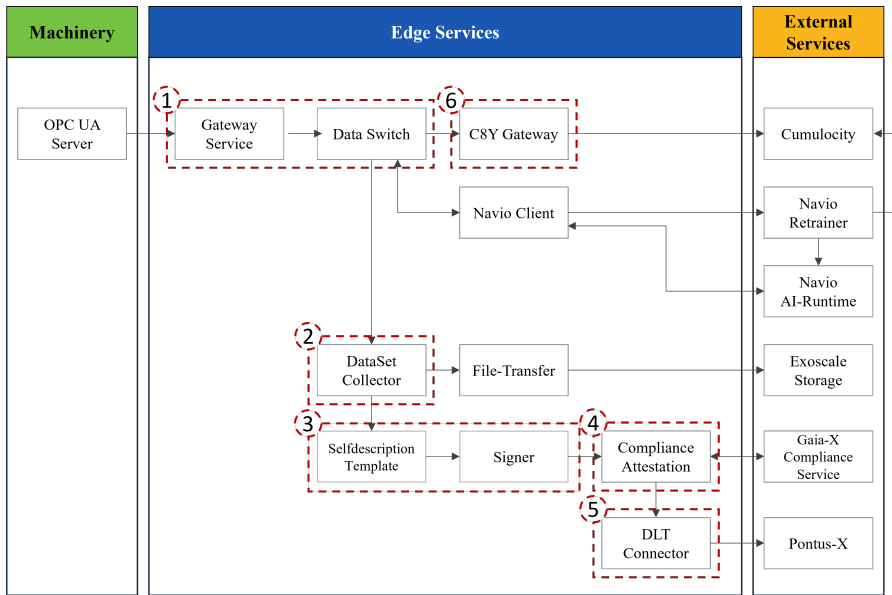 Machinery
Edge Services
External
Services
1
6
OPC UA
Server
Gateway
Service
Data Switch
C8Y Gateway
Cumulocity
Navio Client
Navio
Retrainer
Navio
AI-Runtime
2
DataSet
Collector
File-Transfer
Exoscale
Storage
3
4
Selfdescription
Template
Signer
Compliance
Attestation
Gaia-X
Compliance
Service
5
DLT
Connector
Pontus-X